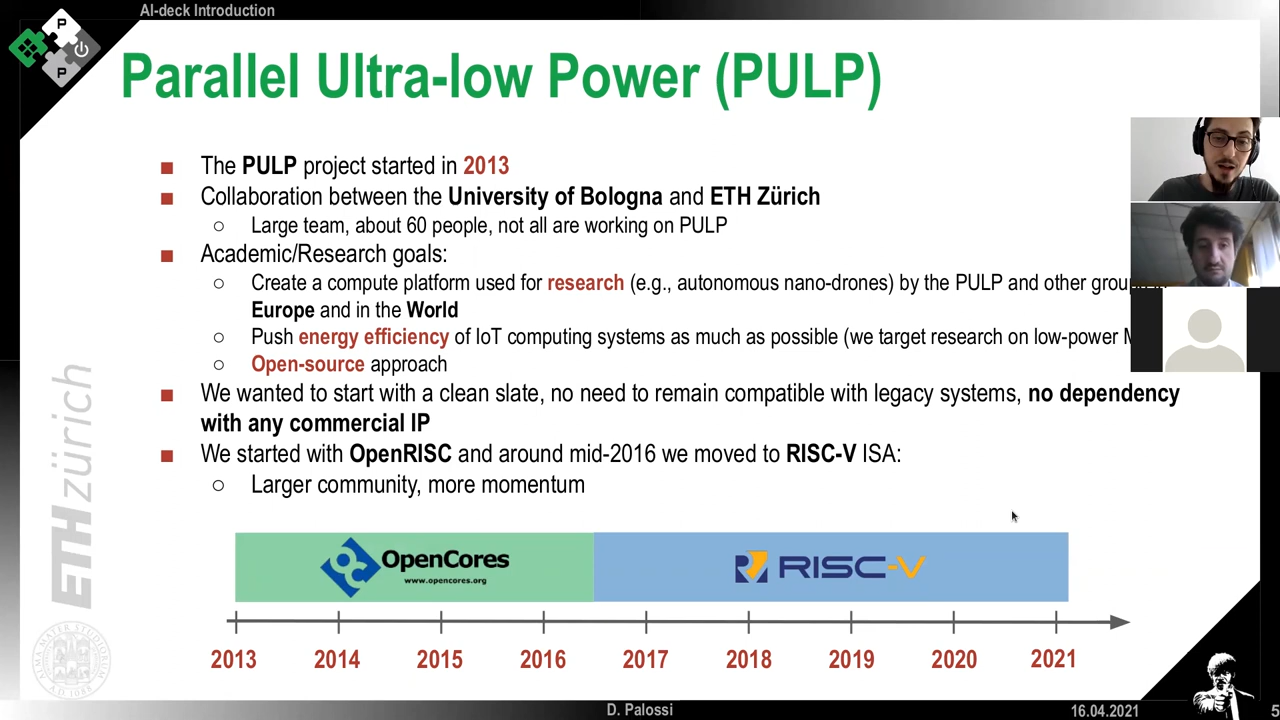 AI-deck Introduction
P
P
Parallel Ultra-low Power (PULP)
■ The PULP project started in 2013
■ Collaboration between the University of Bologna and ETH Zürich
○ Large team, about 60 people, not all are working on PULP
■ Academic/Research goals:
○ Create a compute platform used for research (e.g., autonomous nano-drones) by the PULP and other
Europe and in the World
○ Push energy efficiency of IoT computing systems as much as possible (we target research on low-power
○ Open-source approach
■ We wanted to start with a clean slate, no need to remain compatible with legacy systems, no dependency
with any commercial IP
■ We started with OpenRISC and around mid-2016 we moved to RISC-V ISA:
○ Larger community, more momentum
ETHzürich
OpenCores
www.opencores.org
RISC-V
2013 2014 2015 2016 2017 2018 2019 2020 2021
ALMA MATER STUDIORUM
A.D. 1088
D. Palossi
16.04.2021
5